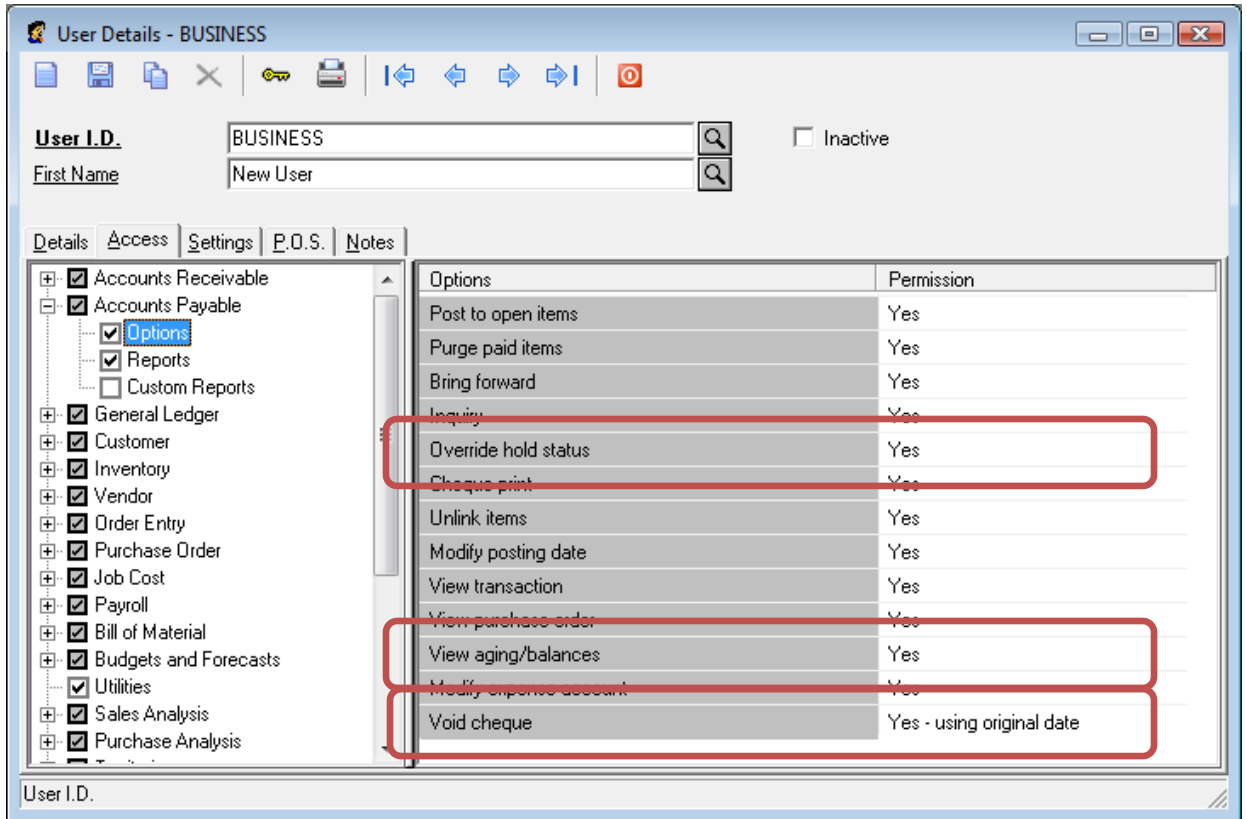 User Details - BUSINESS
User I.D. BUSINESS Inactive
First Name New User
Details Access Settings P.O.S. Notes
Accounts Receivable
Accounts Payable
Options
Reports
Custom Reports
General Ledger
Customer
Inventory
Vendor
Order Entry
Purchase Order
Job Cost
Payroll
Bill of Material
Budgets and Forecasts
Utilities
Sales Analysis
Purchase Analysis
Options Permission
Post to open items Yes
Purge paid items Yes
Bring forward Yes
Inquiry Yes
Override hold status Yes
Cheque print Yes
Unlink items Yes
Modify posting date Yes
View transaction Yes
View purchase order Yes
View aging/balances Yes
Modify expense account Yes
Void cheque Yes - using original date
User I.D.